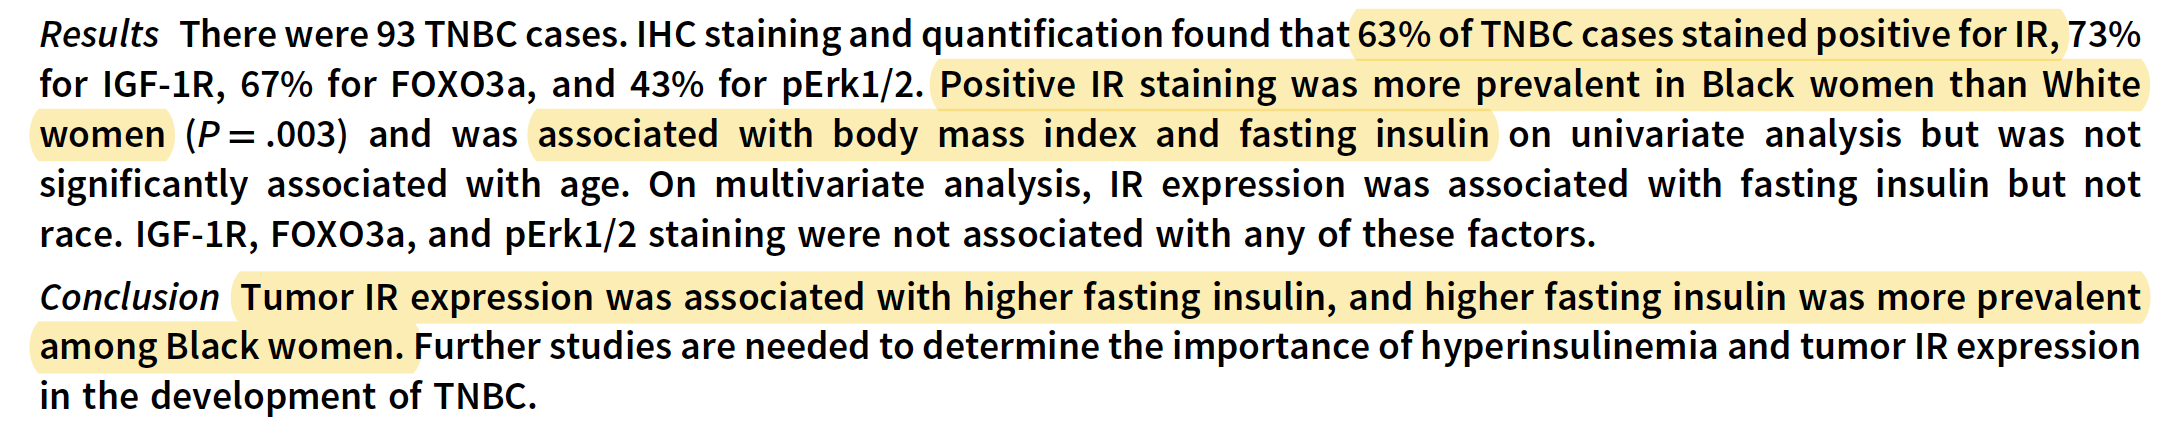 Results There were 93 TNBC cases. IHC staining and quantification found that 63% of TNBC cases stained positive for IR, 73%
for IGF-1R, 67% for FOXO3a, and 43% for pErk1/2. Positive IR staining was more prevalent in Black women than White
women (P = .003) and was associated with body mass index and fasting insulin on univariate analysis but was not
significantly associated with age. On multivariate analysis, IR expression was associated with fasting insulin but not
race. IGF-1R, FOXO3a, and pErk1/2 staining were not associated with any of these factors.
Conclusion Tumor IR expression was associated with higher fasting insulin, and higher fasting insulin was more prevalent
among Black women. Further studies are needed to determine the importance of hyperinsulinemia and tumor IR expression
in the development of TNBC.